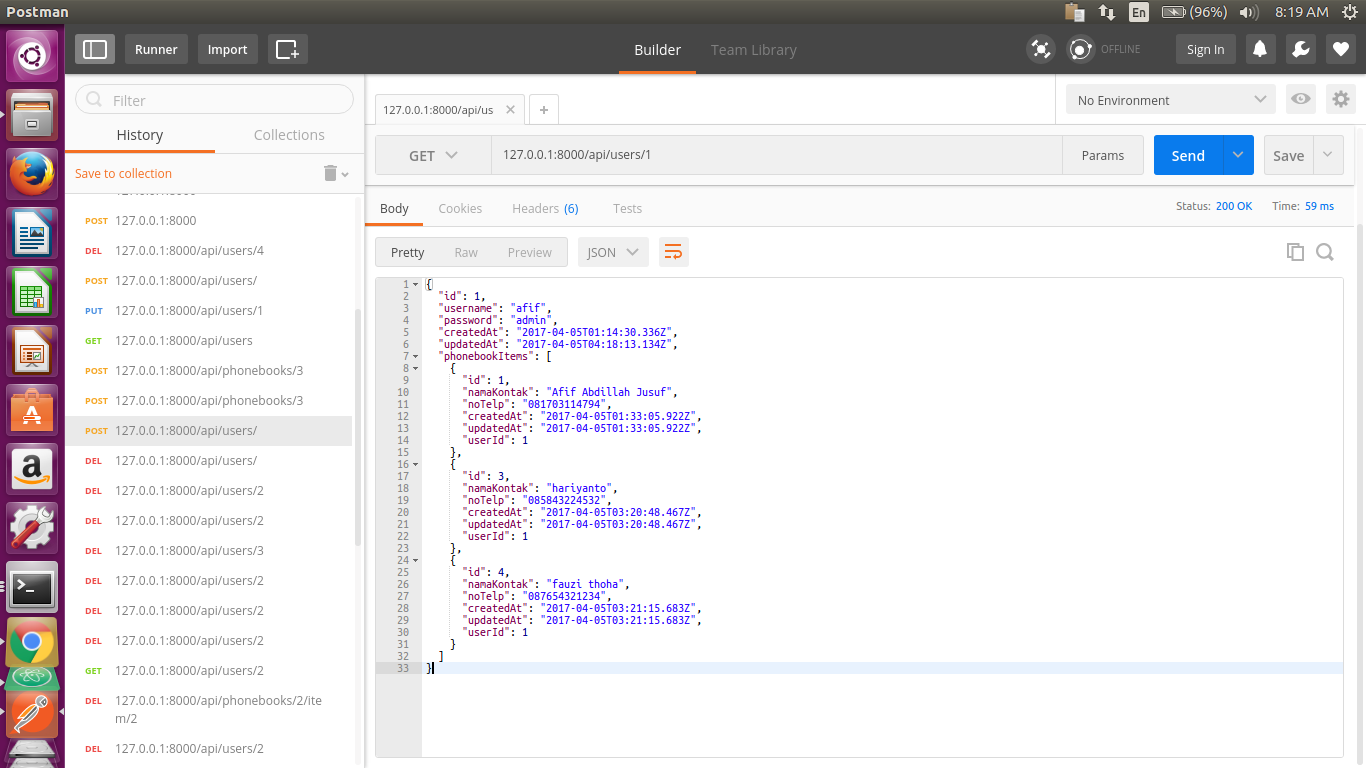 Postman
En
(96%)
8:19 AM
Runner
Import
Builder
Team Library
OFFLINE
Sign In
Filter
History
Collections
Save to collection
POST 127.0.0.1:8000
DEL 127.0.0.1:8000/api/users/4
POST 127.0.0.1:8000/api/users/
PUT 127.0.0.1:8000/api/users/1
GET 127.0.0.1:8000/api/users
POST 127.0.0.1:8000/api/phonebooks/3
POST 127.0.0.1:8000/api/phonebooks/3
POST 127.0.0.1:8000/api/users/
DEL 127.0.0.1:8000/api/users/
DEL 127.0.0.1:8000/api/users/2
DEL 127.0.0.1:8000/api/users/2
DEL 127.0.0.1:8000/api/users/3
DEL 127.0.0.1:8000/api/users/2
DEL 127.0.0.1:8000/api/users/2
DEL 127.0.0.1:8000/api/users/2
GET 127.0.0.1:8000/api/users/2
DEL 127.0.0.1:8000/api/phonebooks/2/ite
m/2
DEL 127.0.0.1:8000/api/users/2
127.0.0.1:8000/api/us
No Environment
GET
127.0.0.1:8000/api/users/1
Params
Send
Save
Body
Cookies
Headers (6)
Tests
Status: 200 OK
Time: 59 ms
Pretty
Raw
Preview
JSON
1 {
2 "id": 1,
3 "username": "afif",
4 "password": "admin",
5 "createdAt": "2017-04-05T01:14:30.336Z",
6 "updatedAt": "2017-04-05T04:18:13.134Z",
7 "phonebookItems": [
8 {
9 "id": 1,
10 "namaKontak": "Afif Abdillah Jusuf",
11 "noTelp": "081703114794",
12 "createdAt": "2017-04-05T01:33:05.922Z",
13 "updatedAt": "2017-04-05T01:33:05.922Z",
14 "userId": 1
15 },
16 {
17 "id": 3,
18 "namaKontak": "hariyanto",
19 "noTelp": "085843224532",
20 "createdAt": "2017-04-05T03:20:48.467Z",
21 "updatedAt": "2017-04-05T03:20:48.467Z",
22 "userId": 1
23 },
24 {
25 "id": 4,
26 "namaKontak": "fauzi thoha",
27 "noTelp": "087654321234",
28 "createdAt": "2017-04-05T03:21:15.683Z",
29 "updatedAt": "2017-04-05T03:21:15.683Z",
30 "userId": 1
31 }
32 ]
33 }